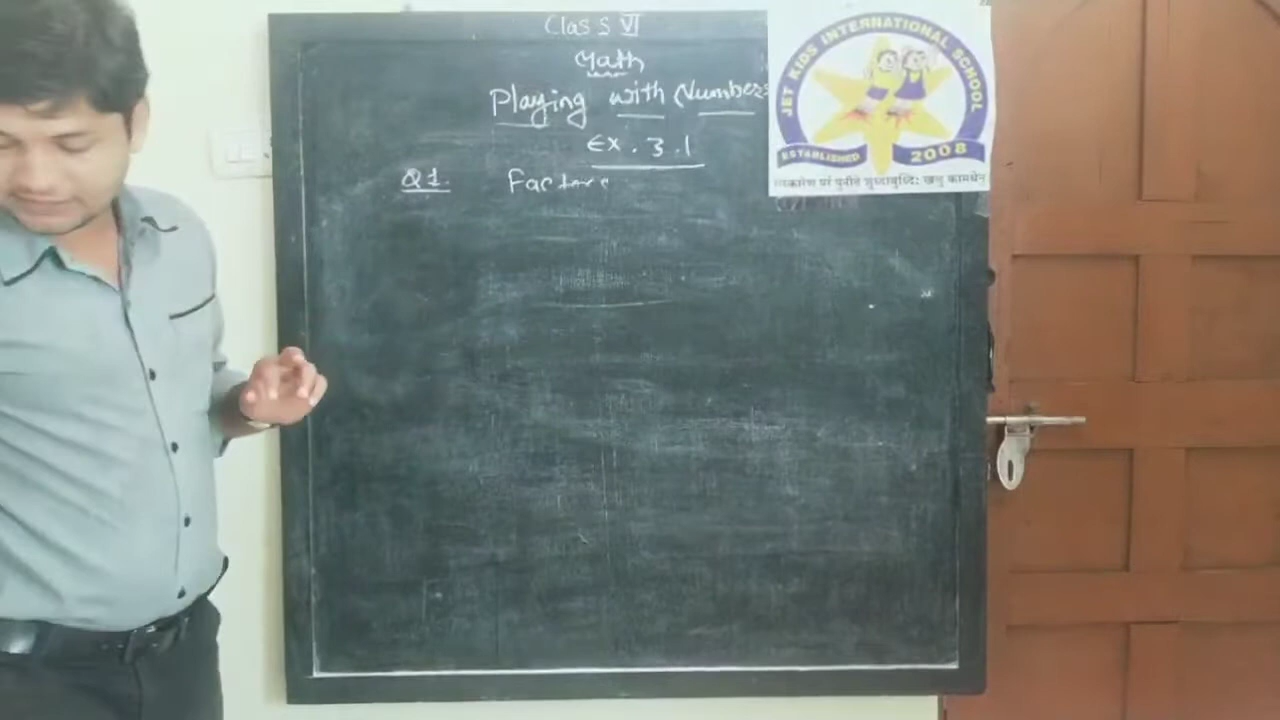 Class VI
Math
Playing with Numbers
Ex. 3.1
Q1. Factors
JET KIDS INTERNATIONAL SCHOOL
ESTABLISHED 2008